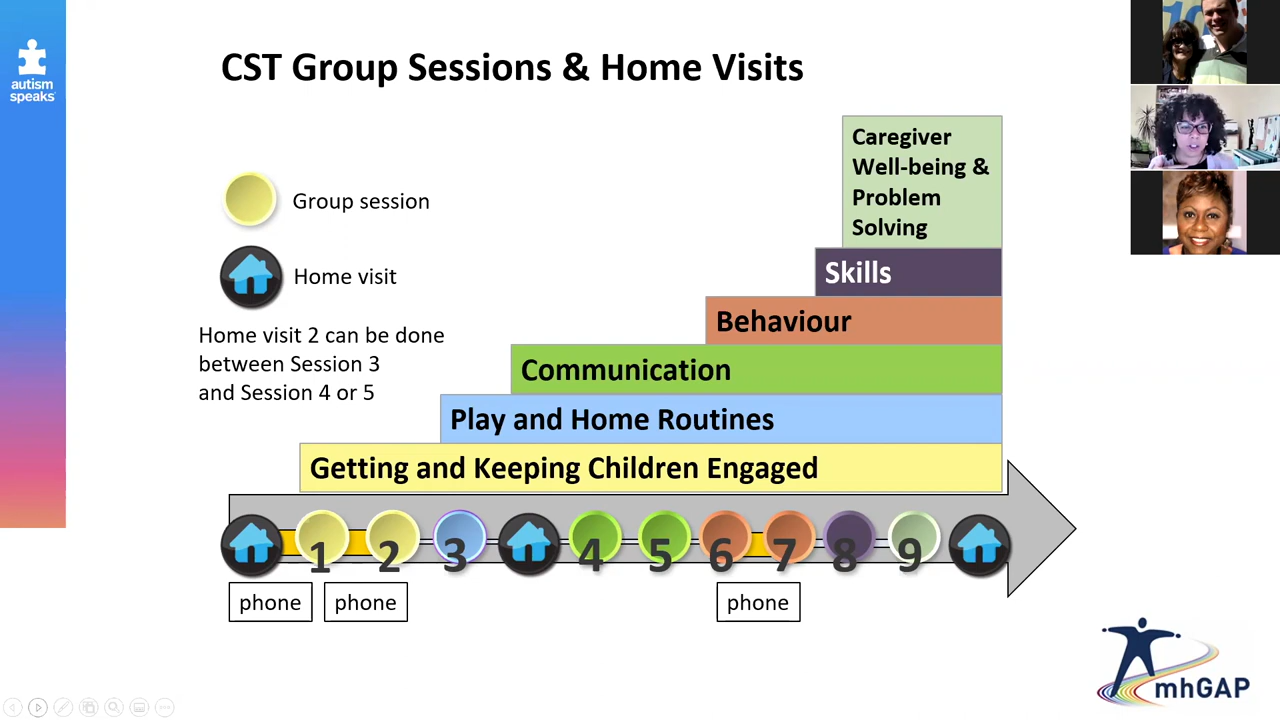 autism
speaks
CST Group Sessions & Home Visits
Group session
Home visit
Home visit 2 can be done
between Session 3
and Session 4 or 5
Caregiver
Well-being &
Problem
Solving
Skills
Behaviour
Communication
Play and Home Routines
Getting and Keeping Children Engaged
1 2 3 4 5 6 7 8 9
phone phone phone
mhGAP